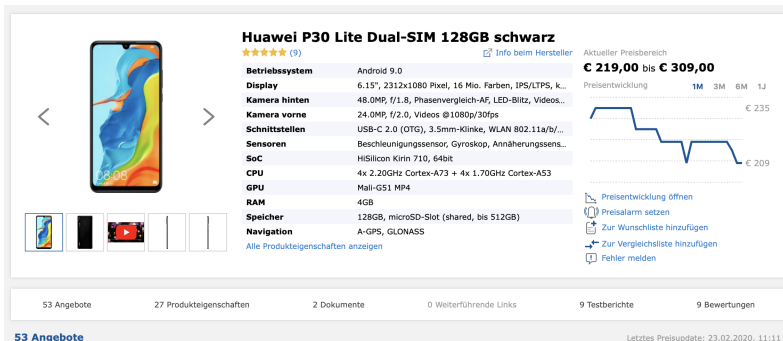 Huawei P30 Lite Dual-SIM 128GB schwarz
(9)
Info beim Hersteller
Betriebssystem Android 9.0
Display 6.15", 2312x1080 Pixel, 16 Mio. Farben, IPS/LTPS, k...
Kamera hinten 48.0MP, f/1.8, Phasenvergleich-AF, LED-Blitz, Videos...
Kamera vorne 24.0MP, f/2.0, Videos @1080p/30fps
Schnittstellen USB-C 2.0 (OTG), 3.5mm-Klinke, WLAN 802.11a/b/...
Sensoren Beschleunigungssensor, Gyroskop, Annäherungssens...
SoC HiSilicon Kirin 710, 64bit
CPU 4x 2.20GHz Cortex-A73 + 4x 1.70GHz Cortex-A53
GPU Mali-G51 MP4
RAM 4GB
Speicher 128GB, microSD-Slot (shared, bis 512GB)
Navigation A-GPS, GLONASS
Alle Produkteigenschaften anzeigen
08:08
Aktueller Preisbereich
€ 219,00 bis € 309,00
Preisentwicklung 1M 3M 6M 1J
€ 235
€ 209
Preisentwicklung öffnen
Preisalarm setzen
Zur Wunschliste hinzufügen
Zur Vergleichsliste hinzufügen
Fehler melden
53 Angebote 27 Produkteigenschaften 2 Dokumente 0 Weiterführende Links 9 Testberichte 9 Bewertungen
53 Angebote
Letztes Preisupdate: 23.02.2020, 11:11